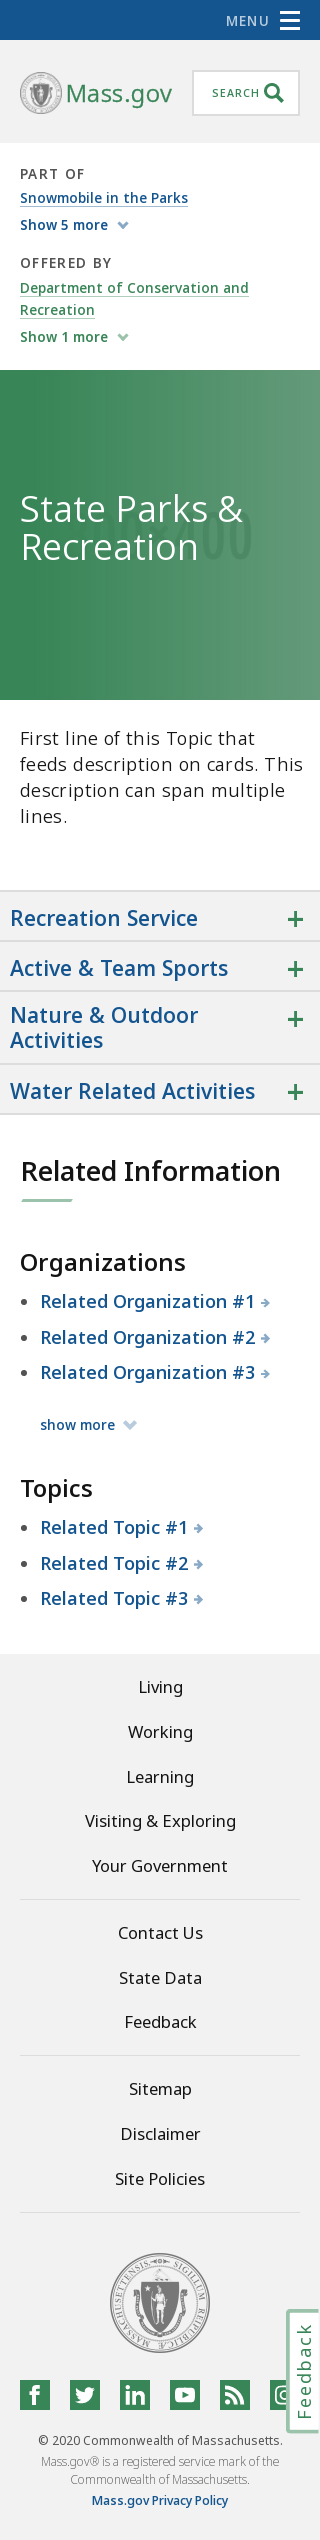 MENU
Mass.gov
SEARCH
PART OF
Snowmobile in the Parks
Show 5 more
OFFERED BY
Department of Conservation and
Recreation
Show 1 more
State Parks &
Recreation
First line of this Topic that
feeds description on cards. This
description can span multiple
lines.
Recreation Service
Active & Team Sports
Nature & Outdoor
Activities
Water Related Activities
Related Information
Organizations
Related Organization #1
Related Organization #2
Related Organization #3
show more
Topics
Related Topic #1
Related Topic #2
Related Topic #3
Living
Working
Learning
Visiting & Exploring
Your Government
Contact Us
State Data
Feedback
Sitemap
Disclaimer
Site Policies
Feedback
© 2020 Commonwealth of Massachusetts.
Mass.gov® is a registered service mark of the
Commonwealth of Massachusetts.
Mass.gov Privacy Policy